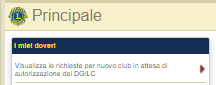 Principale
I miei doveri
Visualizza le richieste per nuovo club in attesa di
autorizzazione del DG/LC